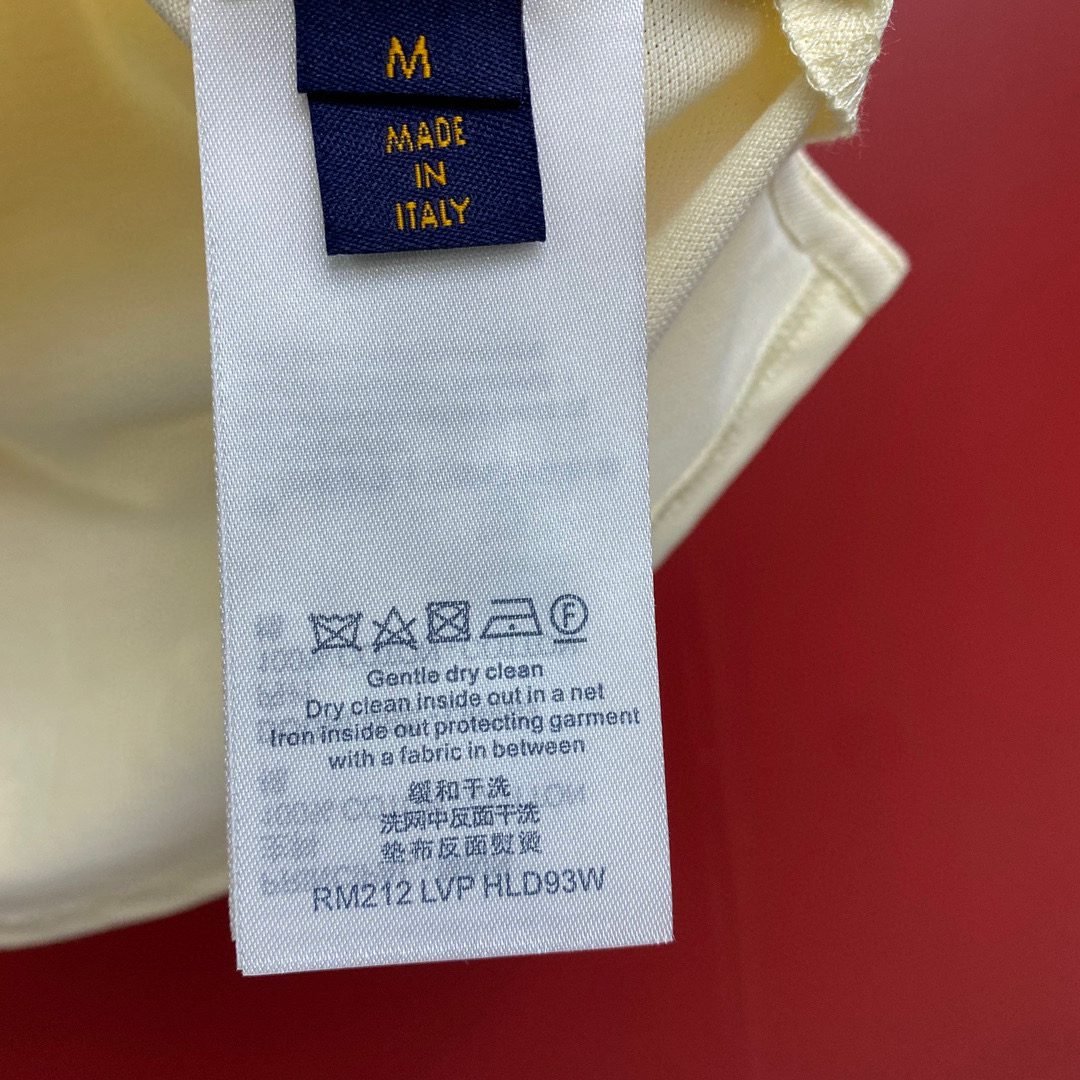 M
MADE
IN
ITALY
F
Gentle dry clean
Dry clean inside out in a net
Iron inside out protecting garment
with a fabric in between
缓和干洗
洗网中反面干洗
垫布反面熨烫
RM212 LVP HLD93W